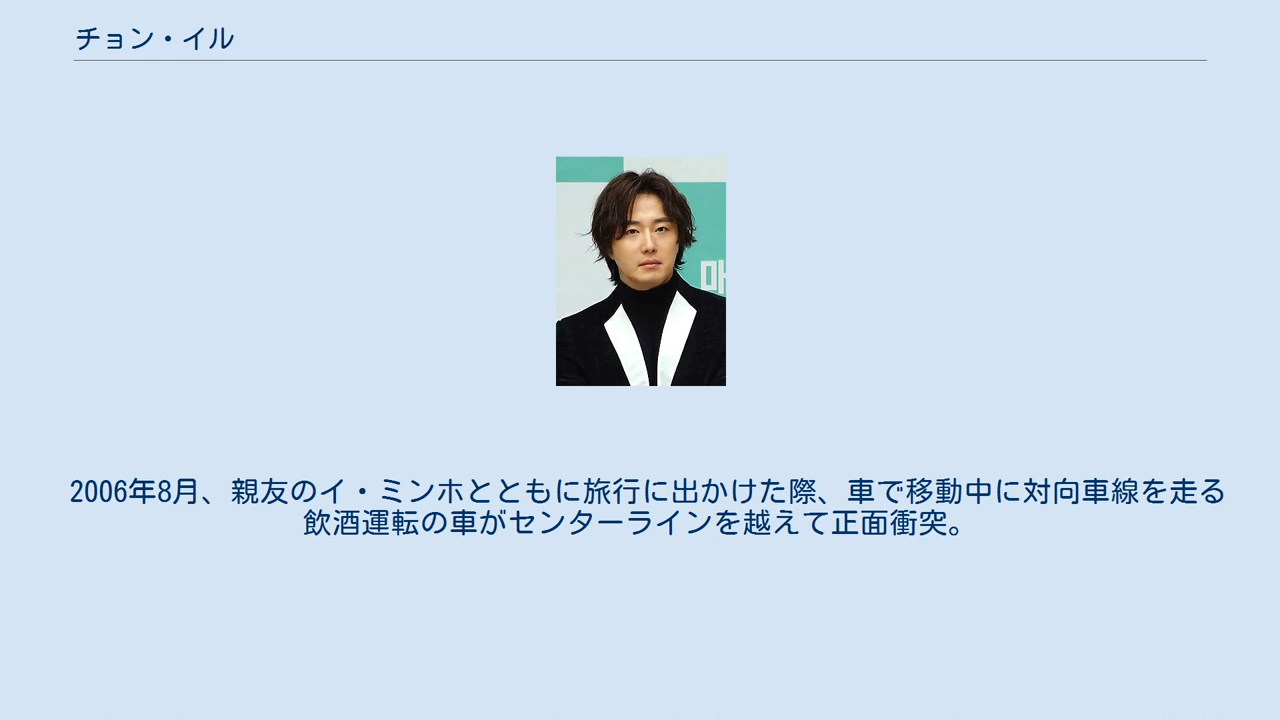 チョン・イル
마
2006年8月、親友のイ・ミンホとともに旅行に出かけた際、車で移動中に対向車線を走る
飲酒運転の車がセンターラインを越えて正面衝突。